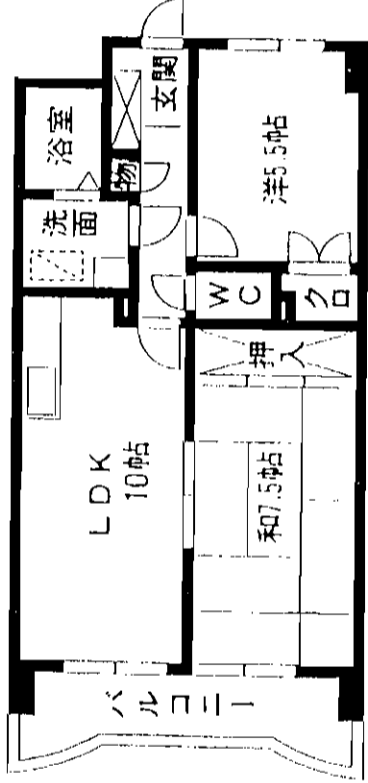 玄関
浴室
物
洗面
洋5.5帖
WC
クロ
押入
LDK
10帖
和7.5帖
バルコニー